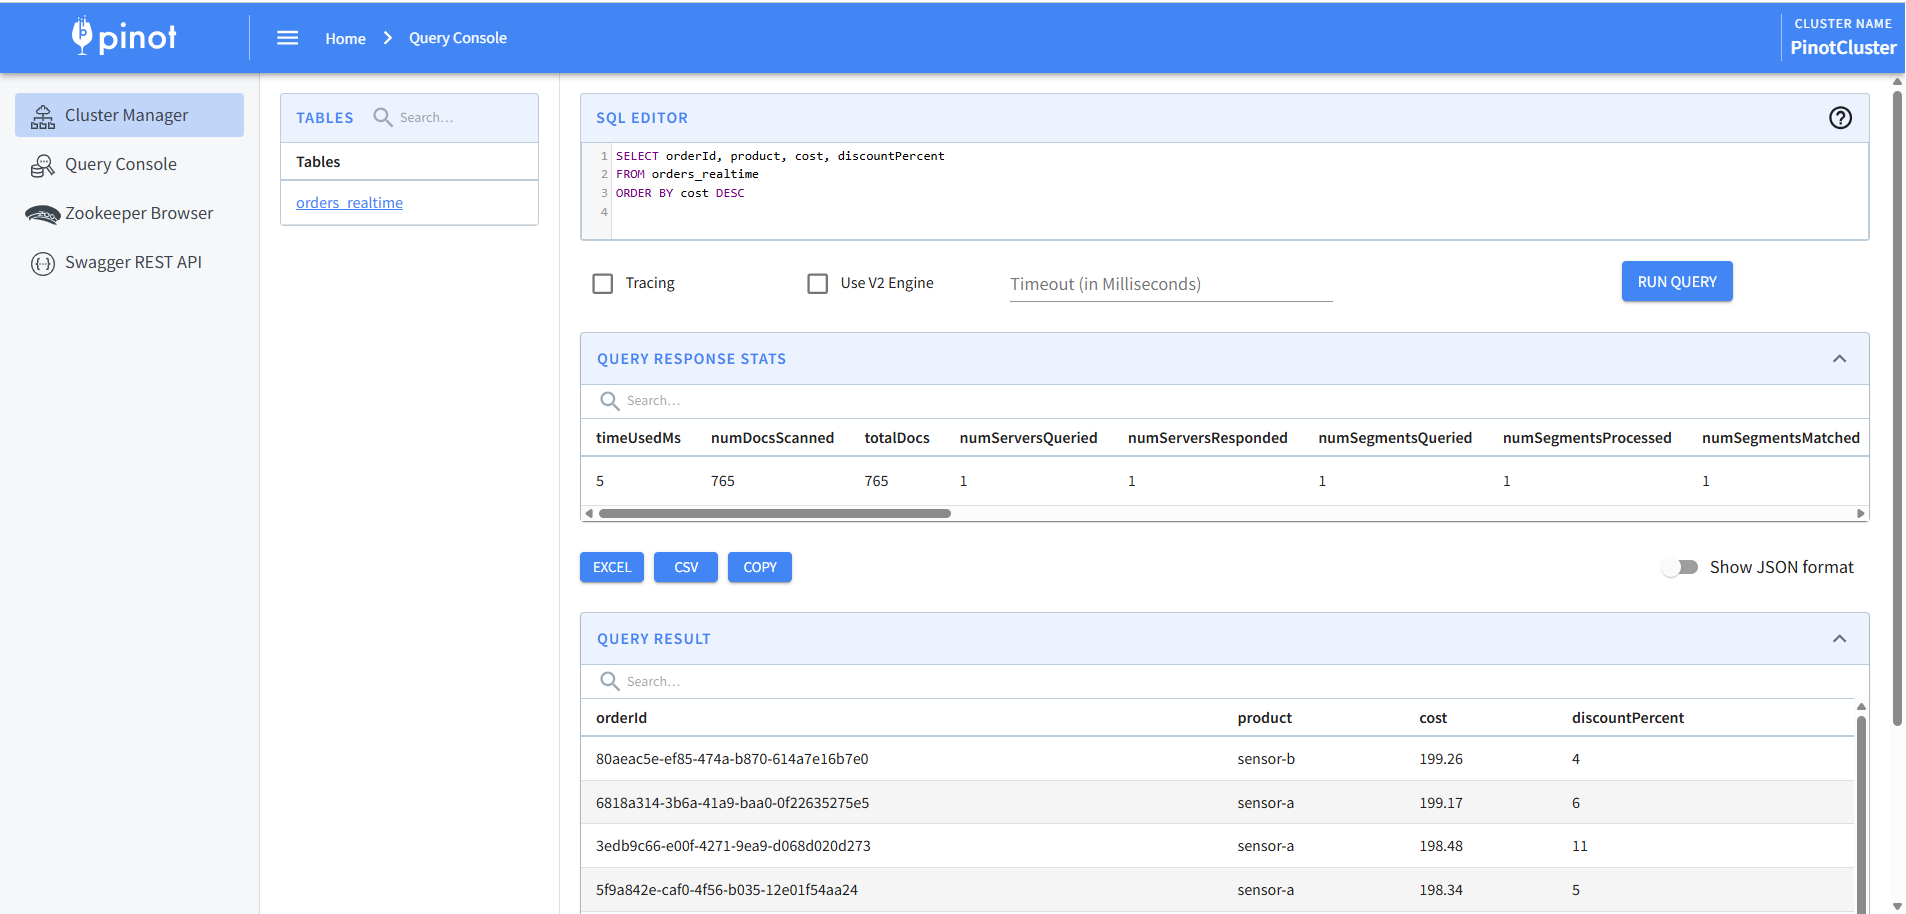 pinot
Home > Query Console
CLUSTER NAME
PinotCluster
Cluster Manager
Query Console
Zookeeper Browser
Swagger REST API
TABLES Search...
Tables
orders_realtime
SQL EDITOR
1 SELECT orderId, product, cost, discountPercent
2 FROM orders_realtime
3 ORDER BY cost DESC
4
Tracing Use V2 Engine Timeout (in Milliseconds) RUN QUERY
QUERY RESPONSE STATS
Search...
timeUsedMs numDocsScanned totalDocs numServersQueried numServersResponded numSegmentsQueried numSegmentsProcessed numSegmentsMatched
5 765 765 1 1 1 1 1
EXCEL CSV COPY Show JSON format
QUERY RESULT
Search...
orderId product cost discountPercent
80aeac5e-ef85-474a-b870-614a7e16b7e0 sensor-b 199.26 4
6818a314-3b6a-41a9-baa0-0f22635275e5 sensor-a 199.17 6
3edb9c66-e00f-4271-9ea9-d068d020d273 sensor-a 198.48 11
5f9a842e-caf0-4f56-b035-12e01f54aa24 sensor-a 198.34 5